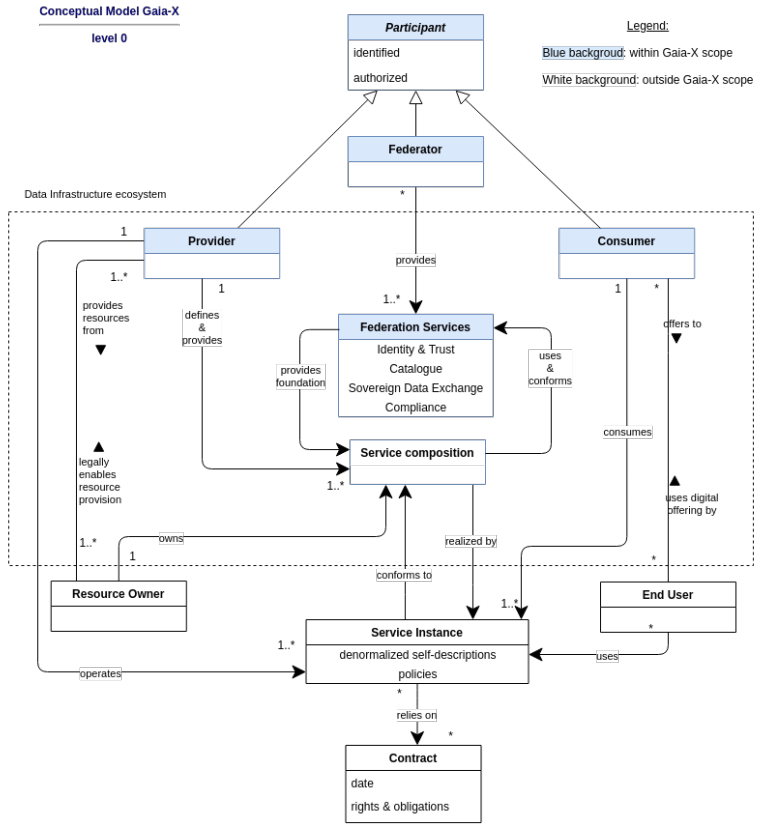 Conceptual Model Gaia-X
level 0
Participant
identified
authorized
Legend:
Blue backgroud: within Gaia-X scope
White background: outside Gaia-X scope
Federator
*
Data Infrastructure ecosystem
1
Provider
Consumer
1..*
1
provides
1
*
provides
resources
from
defines
&
provides
1..*
offers to
Federation Services
Identity & Trust
Catalogue
Sovereign Data Exchange
Compliance
provides
foundation
uses
&
conforms
consumes
Service composition
legally
enables
resource
provision
1..*
uses digital
offering by
1..*
owns
1
realized by
*
conforms to
Resource Owner
End User
*
1..*
1..*
Service Instance
denormalized self-descriptions
policies
uses
operates
*
relies on
*
Contract
date
rights & obligations